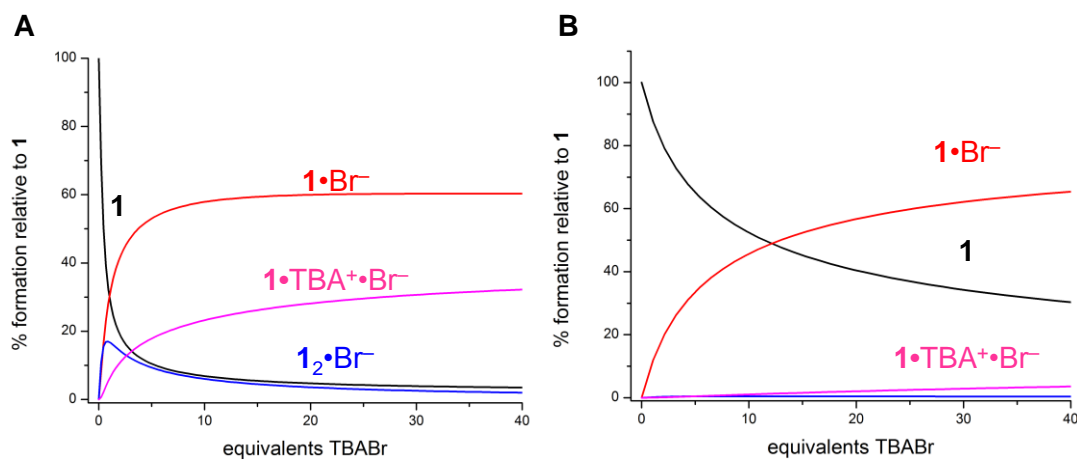 A
% formation relative to 1
100
80
60
40
20
0
1
1•Br–
1•TBA+•Br–
12•Br–
0 10 20 30 40
equivalents TBABr
B
% formation relative to 1
100
80
60
40
20
0
1•Br–
1
1•TBA+•Br–
0 10 20 30 40
equivalents TBABr